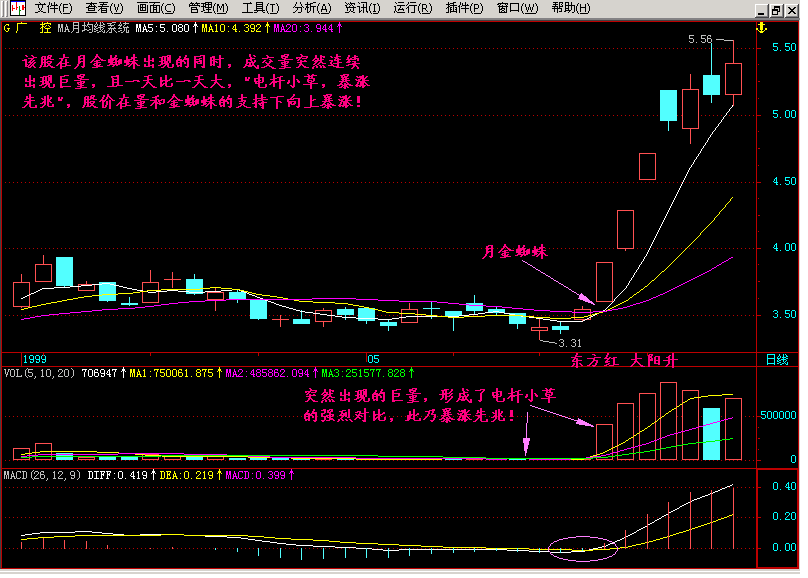 文件(F) 查看(V) 画面(C) 管理(M) 工具(T) 分析(A) 资讯(I) 运行(R) 插件(P) 窗口(W) 帮助(H)
G 广 控 MA月均线系统 MA5:5.080↑ MA10:4.392↑ MA20:3.944↑
5.56
5.50
该股在月金蜘蛛出现的同时，成交量突然连续
出现巨量，且一天比一天大，"电杆小草，暴涨
先兆"，股价在量和金蜘蛛的支持下向上暴涨！
5.00
4.50
4.00
月金蜘蛛
3.50
3.31
1999
05
东方红 大阳升
日线
VOL(5,10,20) 706947↑ MA1:750061.875↑ MA2:485862.094↑ MA3:251577.828↑
突然出现的巨量，形成了电杆小草
的强烈对比，此乃暴涨先兆！
500000
0
MACD(26,12,9) DIFF:0.419↑ DEA:0.219↑ MACD:0.399↑
0.40
0.20
0.00